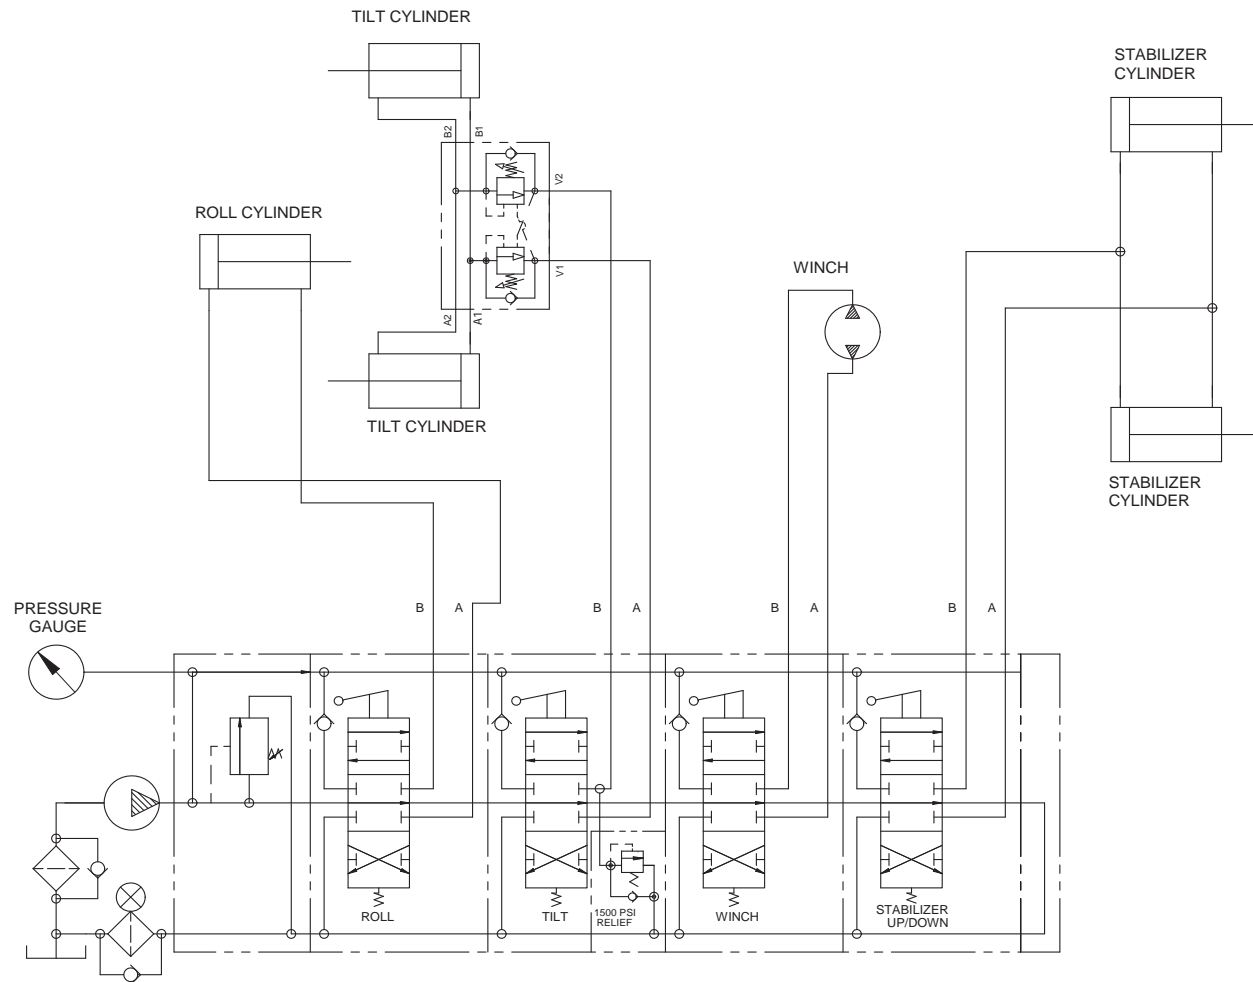 TILT CYLINDER
STABILIZER
CYLINDER
B2
B1
V2
ROLL CYLINDER
WINCH
V1
A2
A1
TILT CYLINDER
STABILIZER
CYLINDER
PRESSURE
GAUGE
B
A
B
A
B
A
B
A
ROLL
TILT
1500 PSI
RELIEF
WINCH
STABILIZER
UP/DOWN